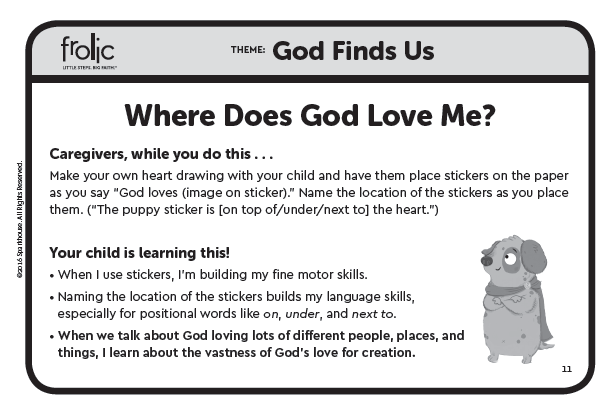 frolic
LITTLE STEPS. BIG FAITH.™
THEME: God Finds Us
Where Does God Love Me?
Caregivers, while you do this . . .
Make your own heart drawing with your child and have them place stickers on the paper
as you say “God loves (image on sticker).” Name the location of the stickers as you place
them. (“The puppy sticker is [on top of/under/next to] the heart.”)
Your child is learning this!
• When I use stickers, I’m building my fine motor skills.
• Naming the location of the stickers builds my language skills,
especially for positional words like on, under, and next to.
• When we talk about God loving lots of different people, places, and
things, I learn about the vastness of God’s love for creation.
11
©2016 Sparkhouse. All Rights Reserved.